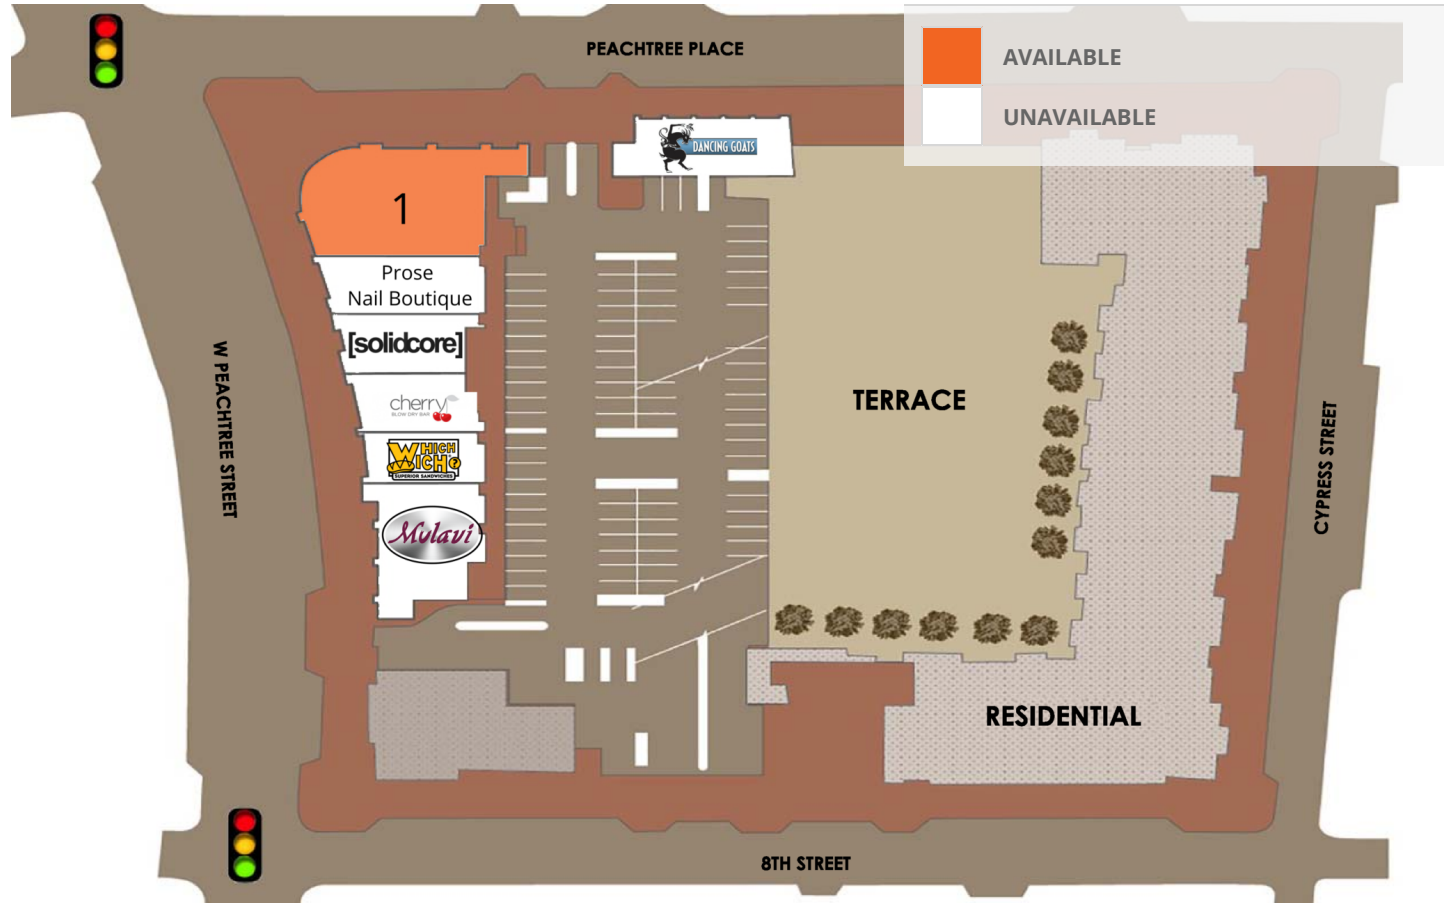 PEACHTREE PLACE
AVAILABLE
UNAVAILABLE
DANCING GOATS
1
Prose
Nail Boutique
[solidcore]
cherry
BLOW DRY BAR
WHICH
WICH?
SUPERIOR SANDWICHES
Mulavi
W PEACHTREE STREET
TERRACE
CYPRESS STREET
RESIDENTIAL
8TH STREET